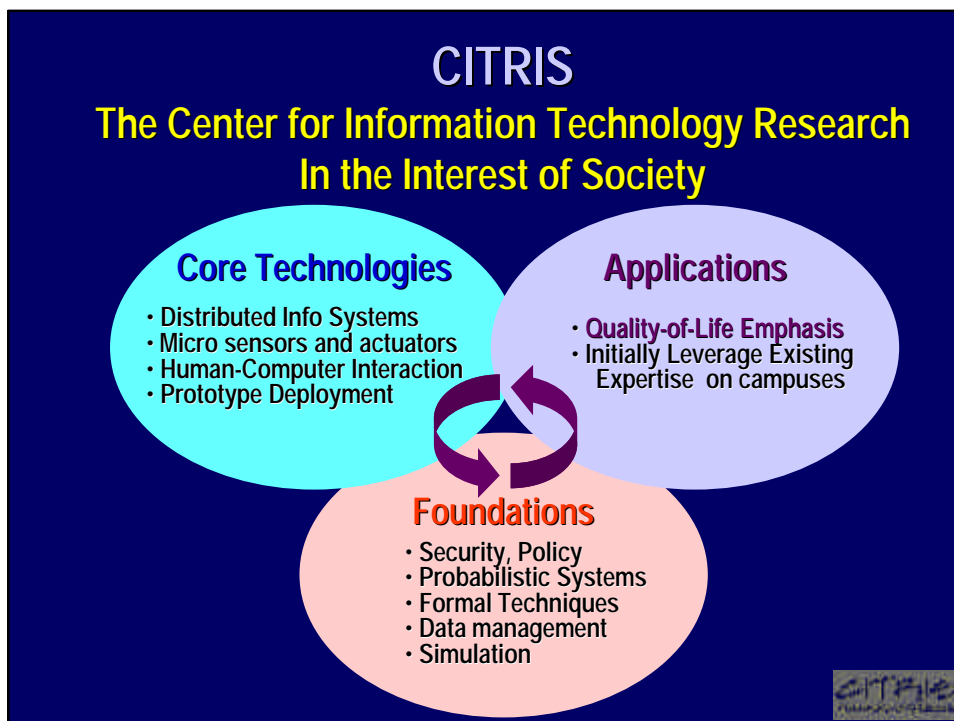 CITRIS
The Center for Information Technology Research
In the Interest of Society
Core Technologies
• Distributed Info Systems
• Micro sensors and actuators
• Human-Computer Interaction
• Prototype Deployment
Applications
• Quality-of-Life Emphasis
• Initially Leverage Existing
Expertise on campuses
Foundations
• Security, Policy
• Probabilistic Systems
• Formal Techniques
• Data management
• Simulation
CITRIS